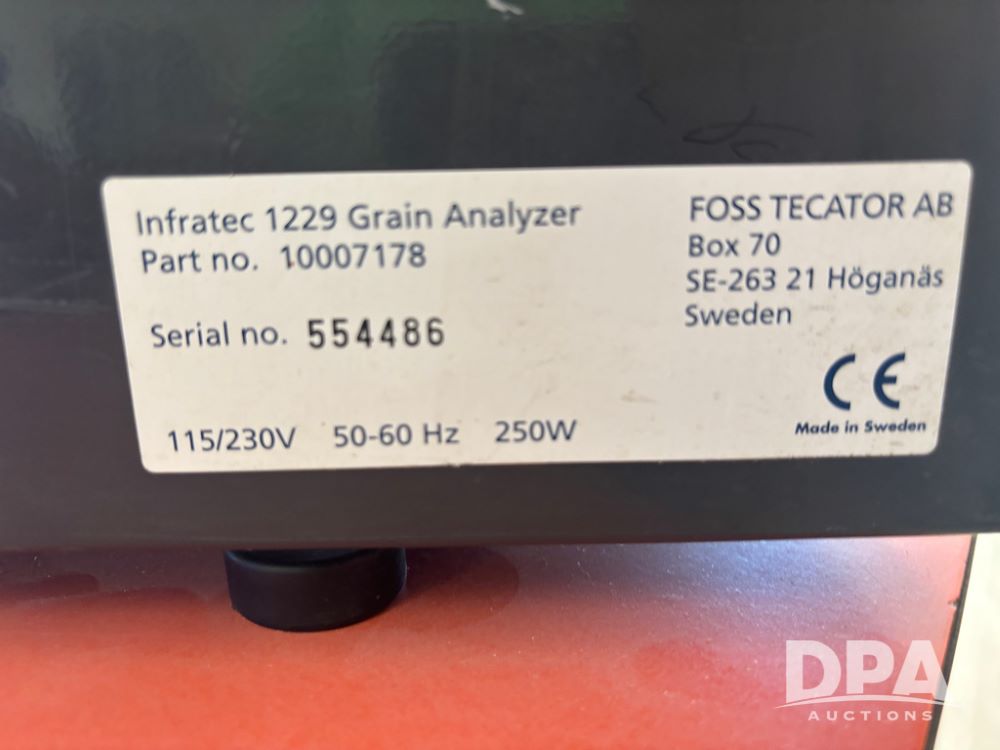 Infratec 1229 Grain Analyzer
Part no. 10007178
Serial no. 554486
115/230V 50-60 Hz 250W
FOSS TECATOR AB
Box 70
SE-263 21 Höganäs
Sweden
CE
Made in Sweden
DPA
AUCTIONS